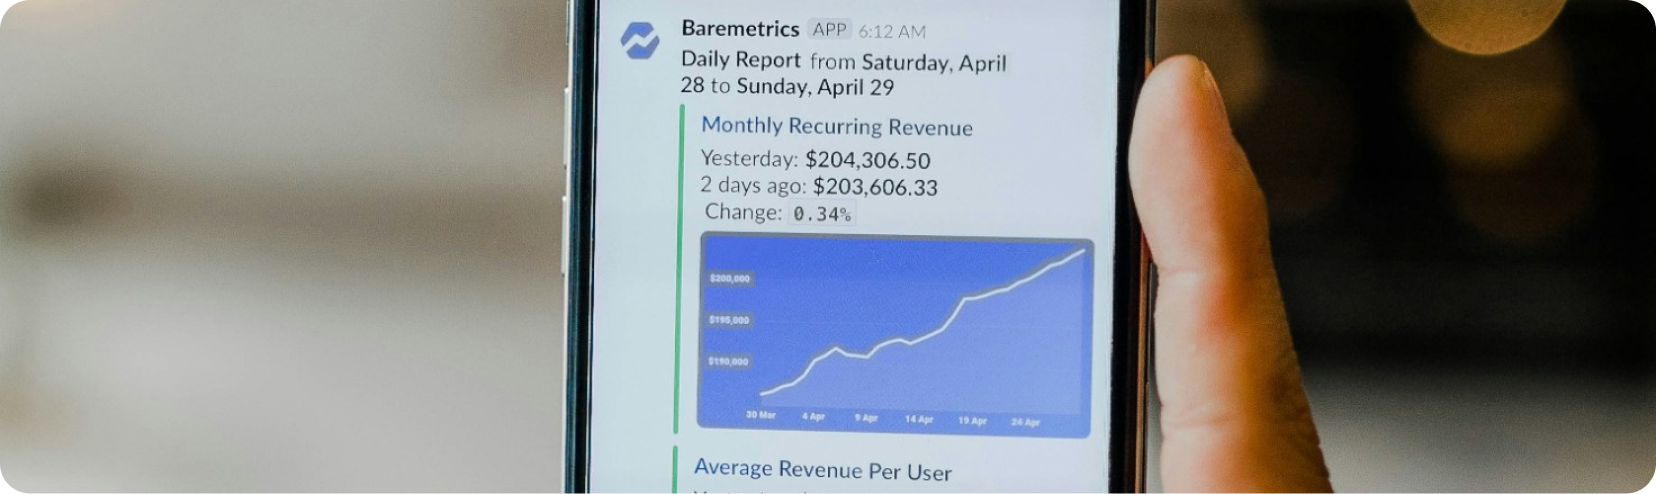 Baremetrics APP 6:12 AM
Daily Report from Saturday, April
28 to Sunday, April 29
Monthly Recurring Revenue
Yesterday: $204,306.50
2 days ago: $203,606.33
Change: 0.34%
$200,000
$195,000
$190,000
30 Mar 4 Apr 9 Apr 14 Apr 19 Apr 24 Apr
Average Revenue Per User